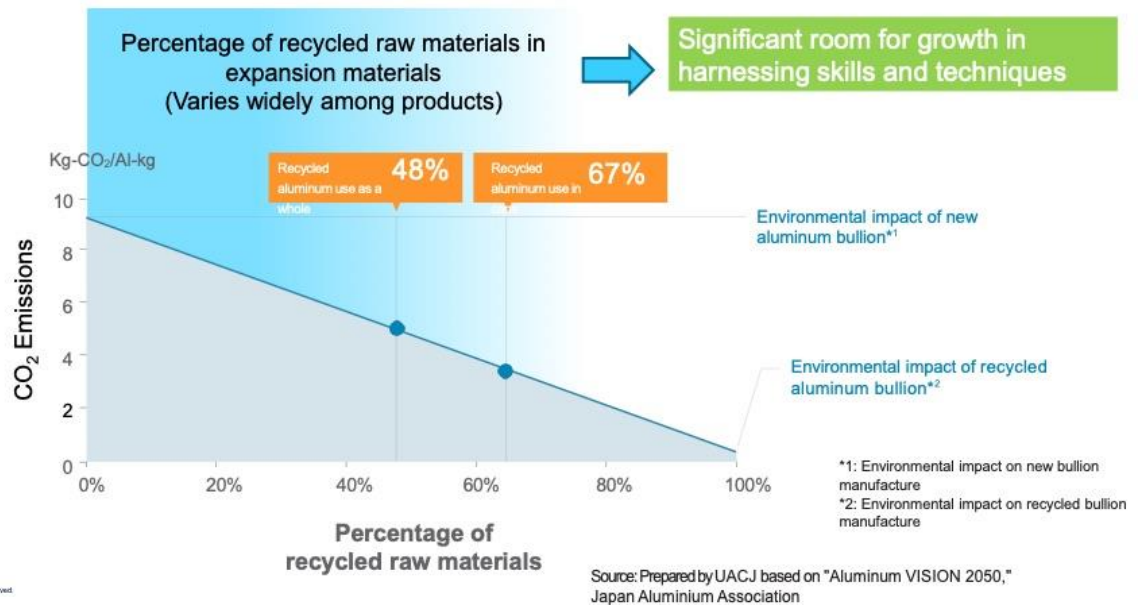 Percentage of recycled raw materials in
expansion materials
(Varies widely among products)
Significant room for growth in
harnessing skills and techniques
Kg-CO₂/Al-kg
Recycled
aluminum use as a
whole
48%
Recycled
aluminum use in
67%
10
8
6
4
2
0
CO₂ Emissions
0%
20%
40%
60%
80%
100%
Percentage of
recycled raw materials
Environmental impact of new
aluminum bullion*1
Environmental impact of recycled
aluminum bullion*2
*1: Environmental impact on new bullion
manufacture
*2: Environmental impact on recycled bullion
manufacture
Source: Prepared by UACJ based on "Aluminum VISION 2050,"
Japan Aluminium Association